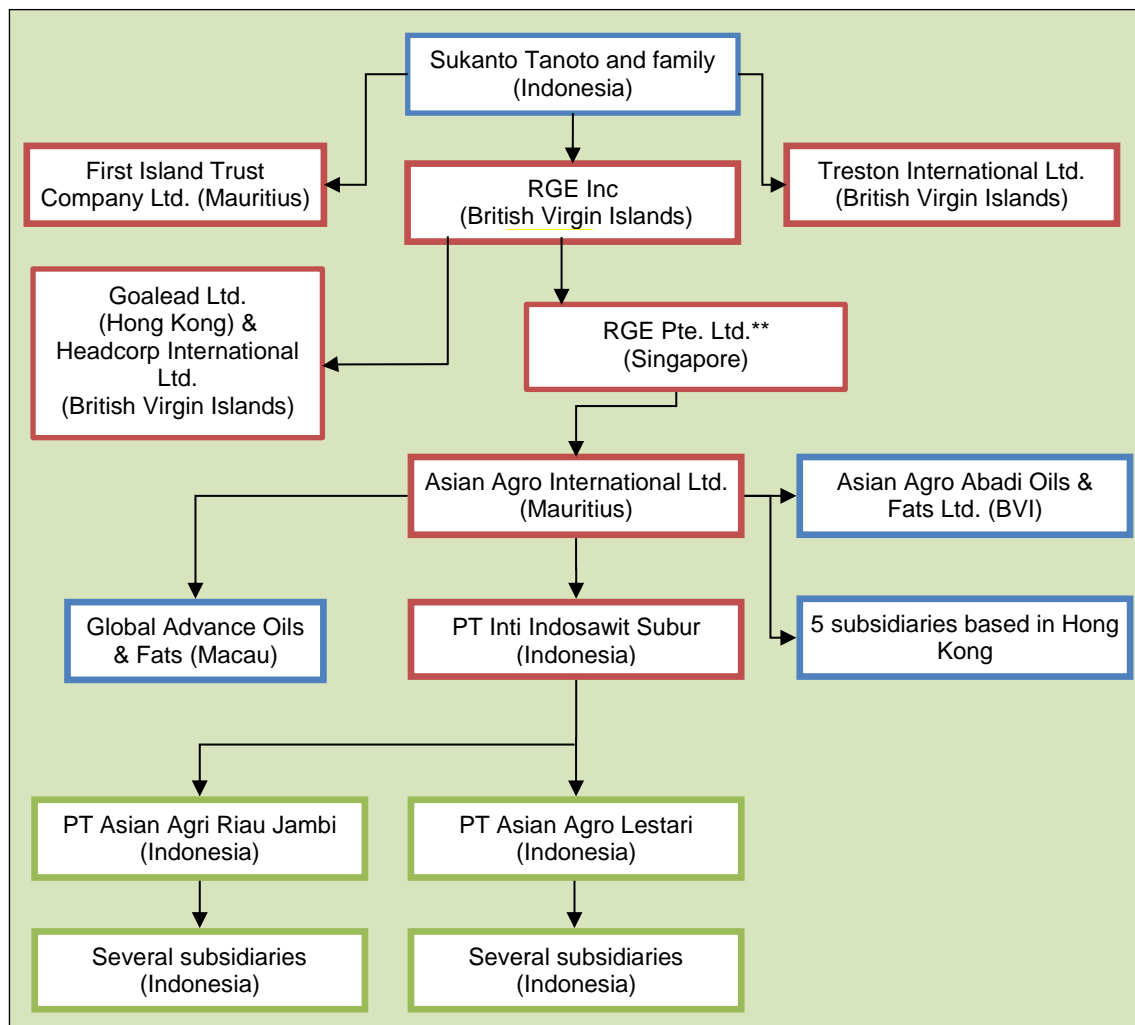 Sukanto Tanoto and family
(Indonesia)
First Island Trust
Company Ltd. (Mauritius)
RGE Inc
(British Virgin Islands)
Treston International Ltd.
(British Virgin Islands)
Goalead Ltd.
(Hong Kong) &
Headcorp International
Ltd.
(British Virgin Islands)
RGE Pte. Ltd.**
(Singapore)
Asian Agro International Ltd.
(Mauritius)
Asian Agro Abadi Oils &
Fats Ltd. (BVI)
Global Advance Oils
& Fats (Macau)
PT Inti Indosawit Subur
(Indonesia)
5 subsidiaries based in Hong
Kong
PT Asian Agri Riau Jambi
(Indonesia)
PT Asian Agro Lestari
(Indonesia)
Several subsidiaries
(Indonesia)
Several subsidiaries
(Indonesia)